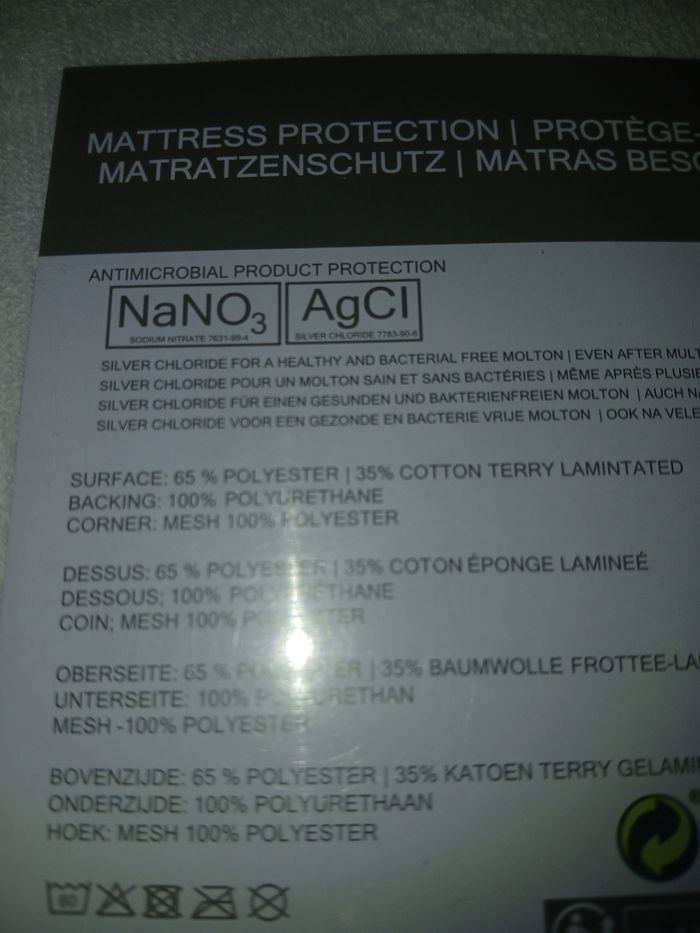 MATTRESS PROTECTION | PROTÈGE-
MATRATZENSCHUTZ | MATRAS BESC
ANTIMICROBIAL PRODUCT PROTECTION
NaNO3 AgCl
SODIUM NITRATE 7631-99-4 SILVER CHLORIDE 7783-90-6
SILVER CHLORIDE FOR A HEALTHY AND BACTERIAL FREE MOLTON | EVEN AFTER MULT
SILVER CHLORIDE POUR UN MOLTON SAIN ET SANS BACTÉRIES | MÊME APRÈS PLUSIE
SILVER CHLORIDE FÜR EINEN GESUNDEN UND BAKTERIENFREIEN MOLTON | AUCH NA
SILVER CHLORIDE VOOR EEN GEZONDE EN BACTERIE VRIJE MOLTON | OOK NA VELE
SURFACE: 65 % POLYESTER | 35% COTTON TERRY LAMINTATED
BACKING: 100% POLYURETHANE
CORNER: MESH 100% POLYESTER
DESSUS: 65 % POLYESTER | 35% COTON ÉPONGE LAMINEÉ
DESSOUS; 100% POLYURETHANE
COIN; MESH 100% POLYESTER
OBERSEITE: 65 % POLYESTER | 35% BAUMWOLLE FROTTEE-LA
UNTERSEITE: 100% POLYURETHAN
MESH -100% POLYESTER
BOVENZIJDE: 65 % POLYESTER | 35% KATOEN TERRY GELAMI
ONDERZIJDE: 100% POLYURETHAAN
HOEK: MESH 100% POLYESTER
60